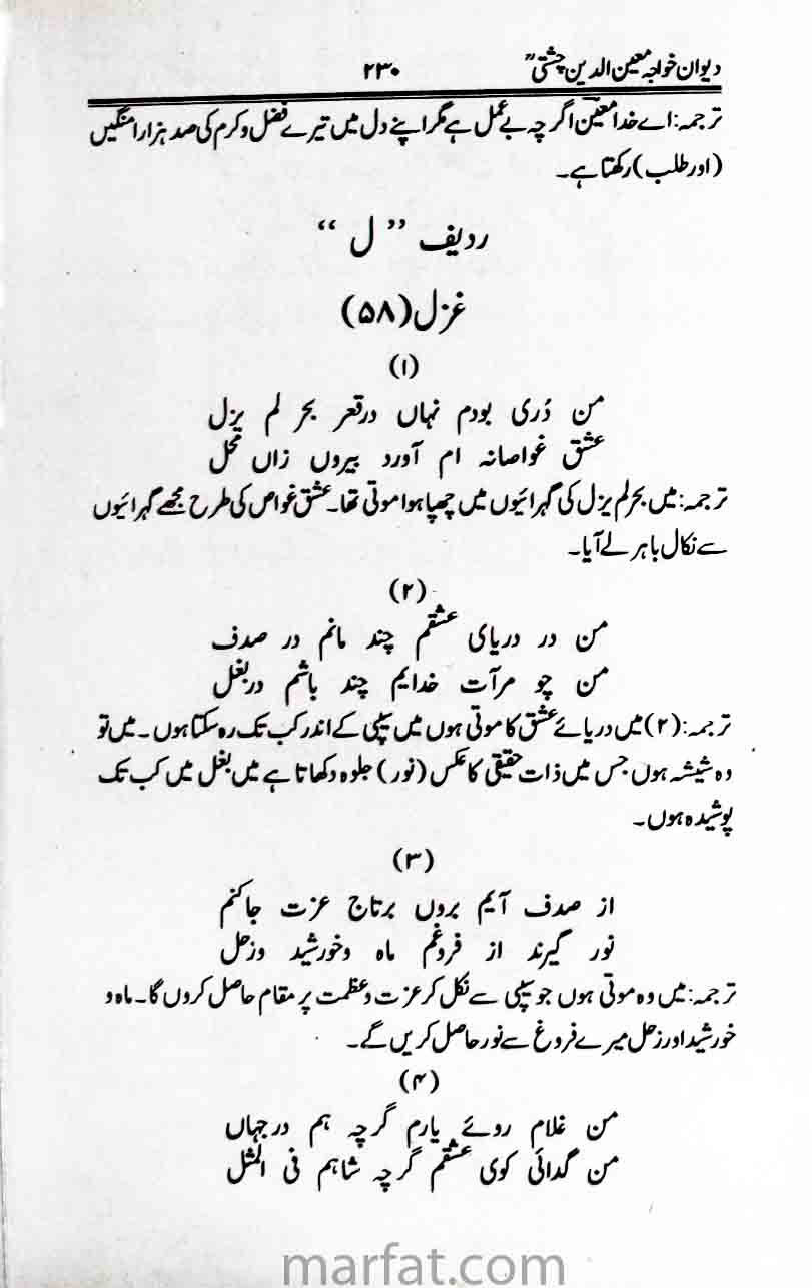 دیوان خواجہ معین الدین چشتیؒ ۲۳۰
ترجمہ: اے خدا معینؔ اگرچہ بے عمل ہے مگر اپنے دل میں تیرے فضل و کرم کی صد ہزار امنگیں
(اور طلب) رکھتا ہے۔
ردیف ”ل“
غزل (۵۸)
(۱)
من دُری بودم نہاں در قعر بحر لم یزل
عشق غواصانہ ام آورد بیروں زاں محل
ترجمہ: میں بحر لم یزل کی گہرائیوں میں چھپا ہوا موتی تھا۔ عشق غواص کی طرح مجھے گہرائیوں
سے نکال باہر لے آیا۔
(۲)
من در دریای عشقم چند مانم در صدف
من چو مرآت خدایم چند باشم در بغل
ترجمہ: (۲) میں دریائے عشق کا موتی ہوں میں سیپی کے اندر کب تک رہ سکتا ہوں۔ میں تو
وہ شیشہ ہوں جس میں ذات حقیقی کا عکس (نور) جلوہ دکھاتا ہے میں بغل میں کب تک
پوشیدہ ہوں۔
(۳)
از صدف آیم بروں بر تاج عزت جا کنم
نور گیرند از فروغم ماہ و خورشید و زحل
ترجمہ: میں وہ موتی ہوں جو سیپی سے نکل کر عزت و عظمت پر مقام حاصل کروں گا۔ ماہ و
خورشید اور زحل میرے فروغ سے نور حاصل کریں گے۔
(۴)
من غلام روئے یارم گرچہ ہم در جہاں
من گدائی کوی عشقم گرچہ شاہم فی المثل
marfat.com